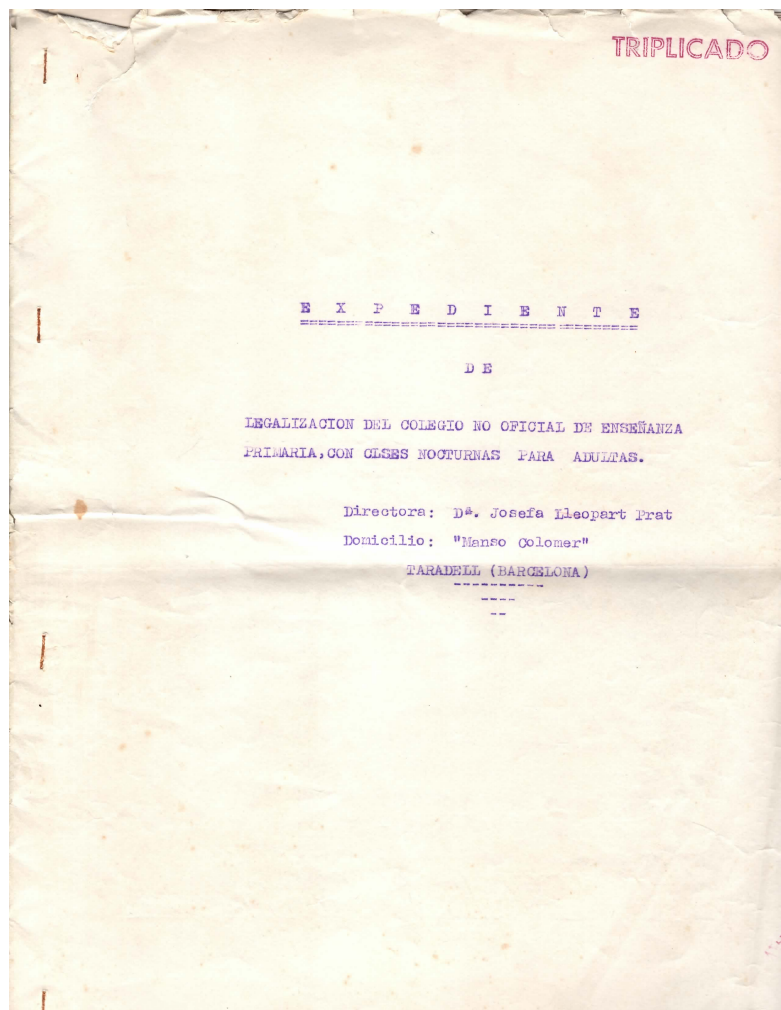 TRIPLICADO
E X P E D I E N T E
D E
LEGALIZACION DEL COLEGIO NO OFICIAL DE ENSEÑANZA
PRIMARIA, CON CLSES NOCTURNAS PARA ADULTAS.
Directora: Dª. Josefa Lleopart Prat
Domicilio: "Manso Colomer"
TARADELL (BARCELONA)